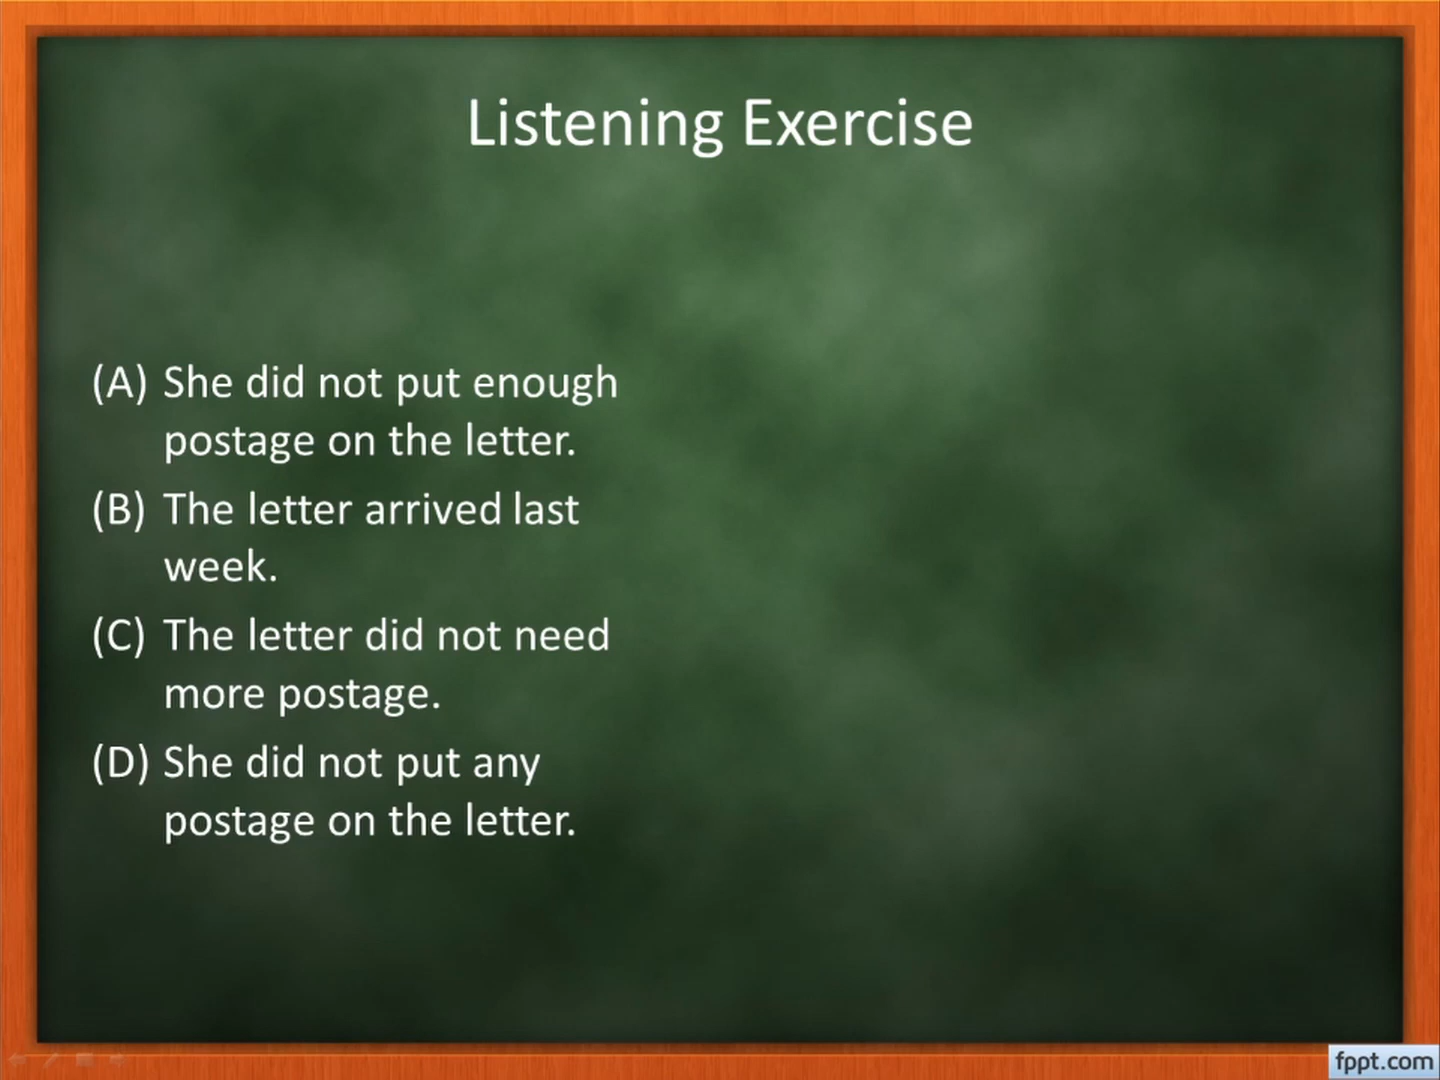 Listening Exercise
(A) She did not put enough
postage on the letter.
(B) The letter arrived last
week.
(C) The letter did not need
more postage.
(D) She did not put any
postage on the letter.
fppt.com